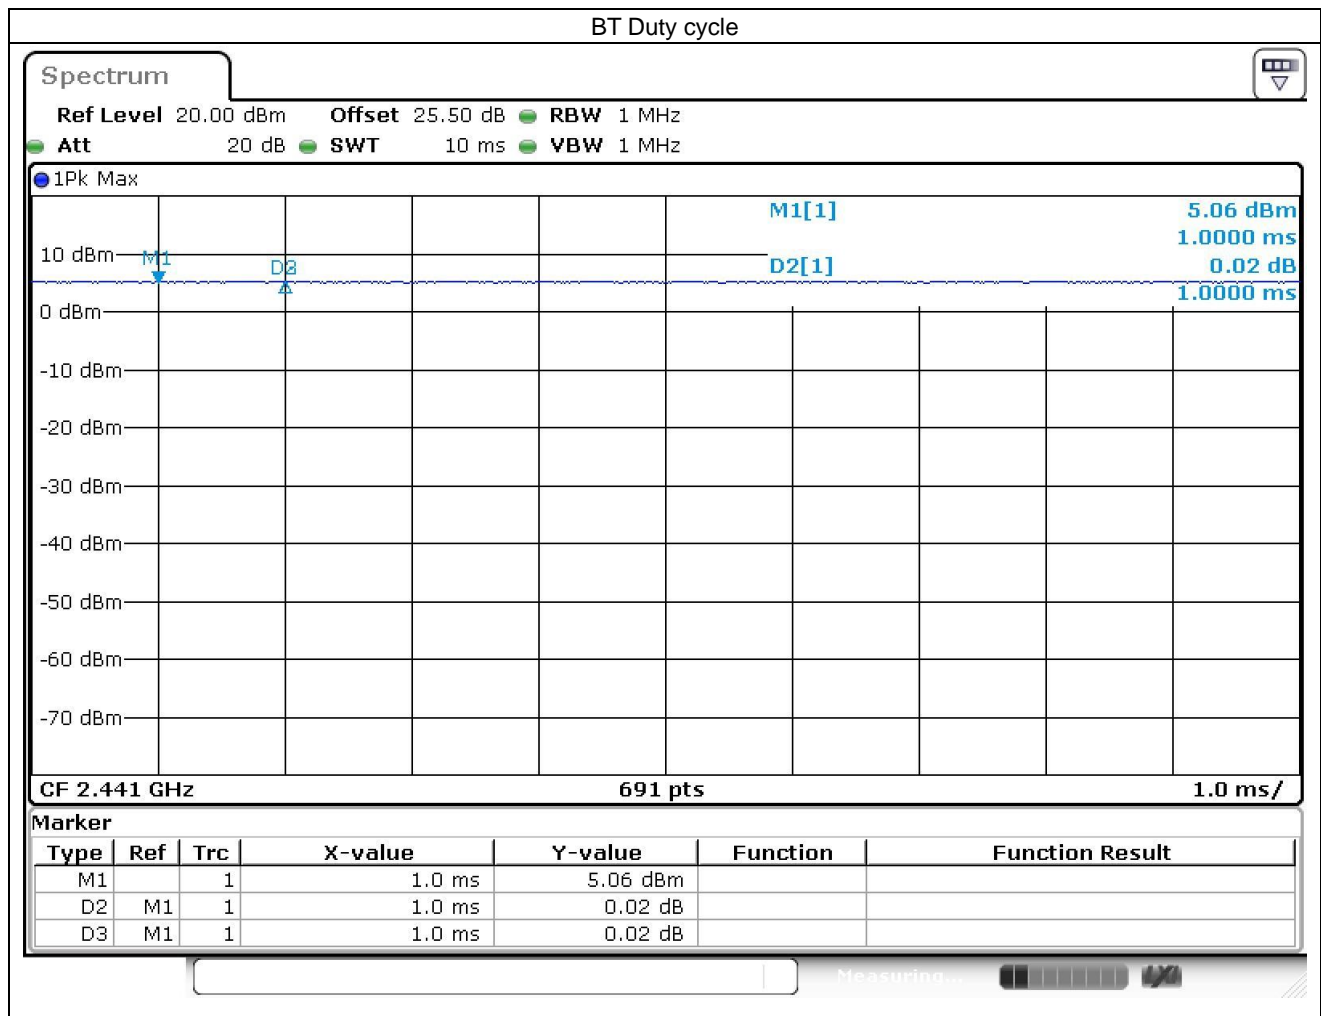 BT Duty cycle
Spectrum
Ref Level 20.00 dBm Offset 25.50 dB RBW 1 MHz
Att 20 dB SWT 10 ms VBW 1 MHz
1Pk Max
M1[1] 5.06 dBm
1.0000 ms
10 dBm M1
D2[1] 0.02 dB
1.0000 ms
0 dBm
-10 dBm
-20 dBm
-30 dBm
-40 dBm
-50 dBm
-60 dBm
-70 dBm
CF 2.441 GHz 691 pts 1.0 ms/
Marker
Type Ref Trc X-value Y-value Function Function Result
M1 1 1.0 ms 5.06 dBm
D2 M1 1 1.0 ms 0.02 dB
D3 M1 1 1.0 ms 0.02 dB
Measuring...